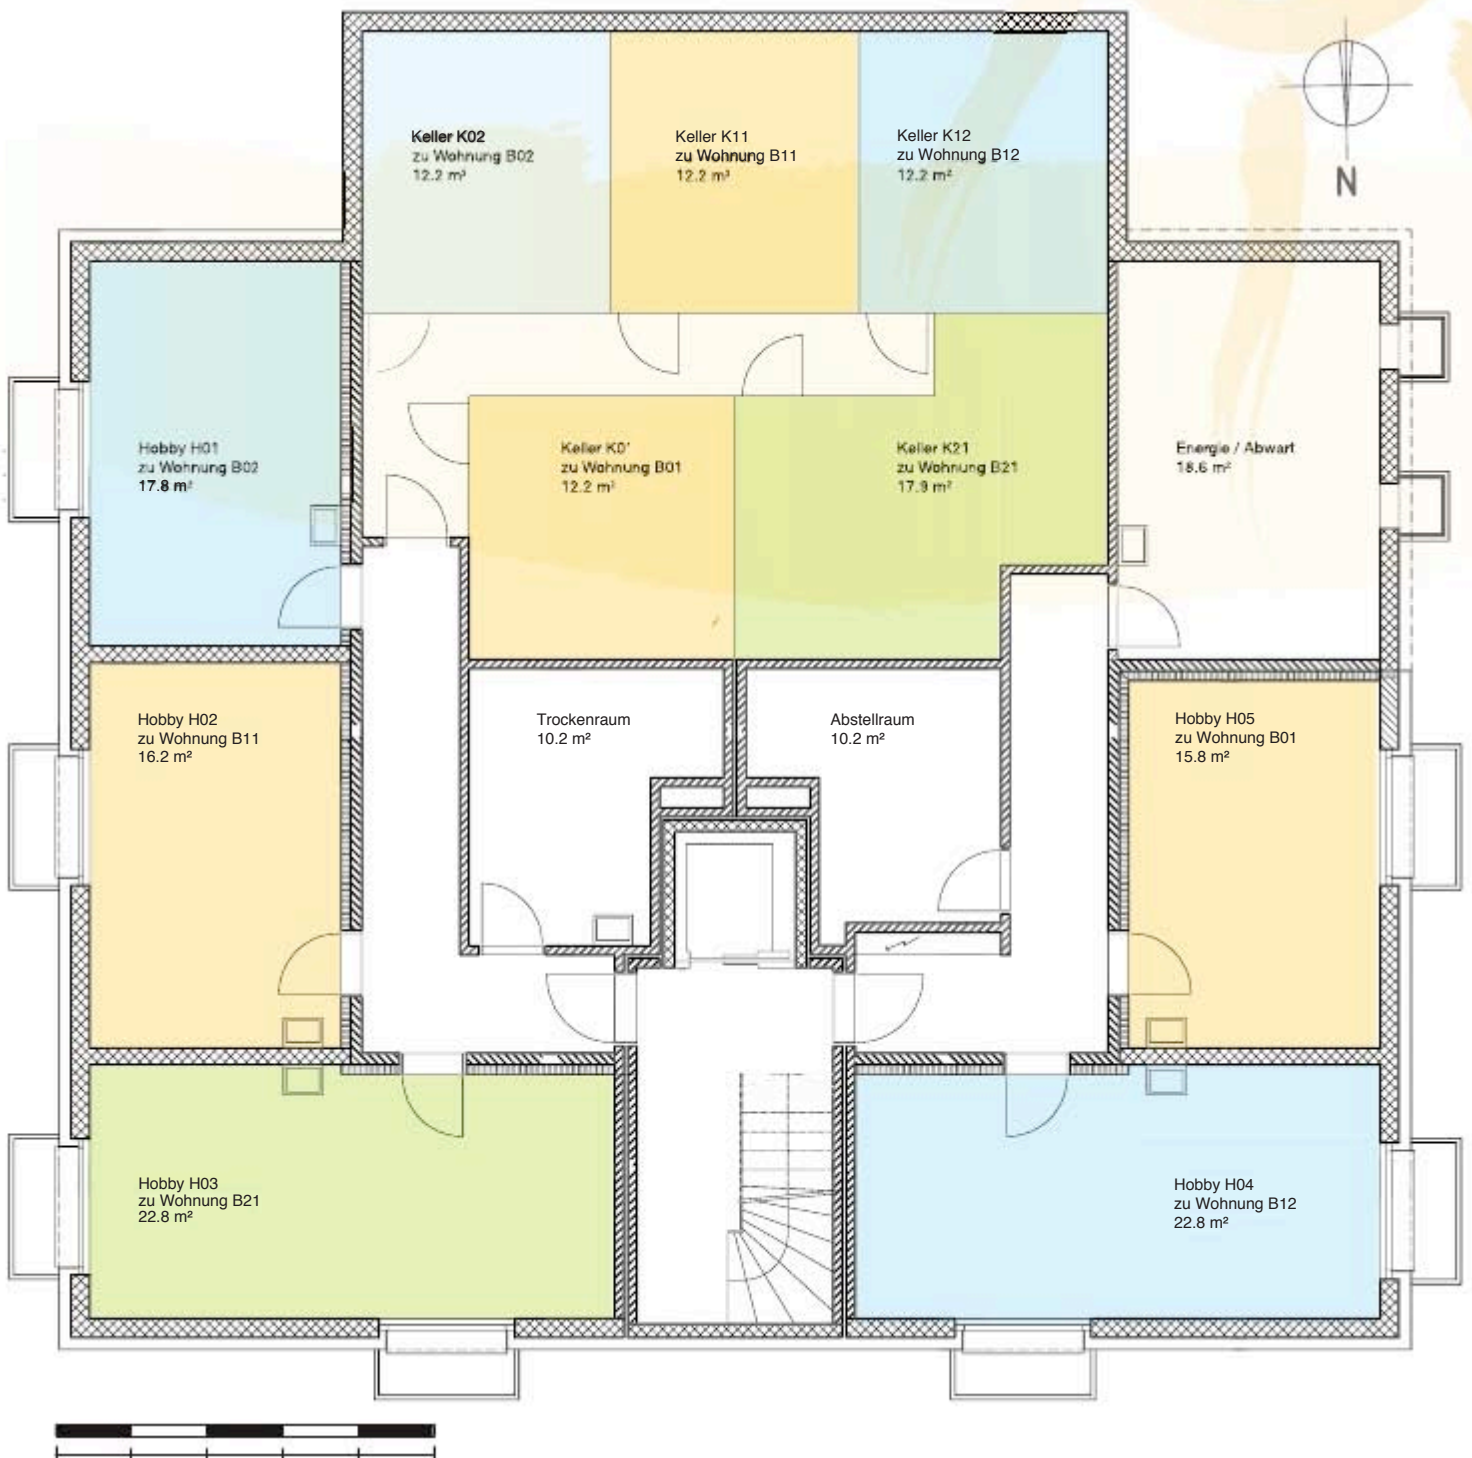 Keller K02
zu Wohnung B02
12.2 m²
Keller K11
zu Wohnung B11
12.2 m²
Keller K12
zu Wohnung B12
12.2 m²
N
Hobby H01
zu Wohnung B02
17.8 m²
Keller K0'
zu Wohnung B01
12.2 m²
Keller K21
zu Wohnung B21
17.9 m²
Energie / Abwart
18.6 m²
Hobby H02
zu Wohnung B11
16.2 m²
Trockenraum
10.2 m²
Abstellraum
10.2 m²
Hobby H05
zu Wohnung B01
15.8 m²
Hobby H03
zu Wohnung B21
22.8 m²
Hobby H04
zu Wohnung B12
22.8 m²